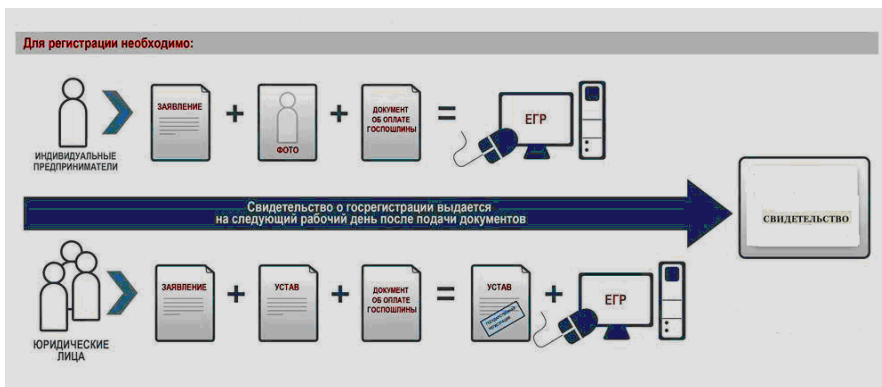 Для регистрации необходимо:
ЗАЯВЛЕНИЕ
ФОТО
ДОКУМЕНТ
ОБ ОПЛАТЕ
ГОСПОШЛИНЫ
ЕГР
ИНДИВИДУАЛЬНЫЕ
ПРЕДПРИНИМАТЕЛИ
Свидетельство о госрегистрации выдается
на следующий рабочий день после подачи документов
СВИДЕТЕЛЬСТВО
ЗАЯВЛЕНИЕ
УСТАВ
ДОКУМЕНТ
ОБ ОПЛАТЕ
ГОСПОШЛИНЫ
УСТАВ
ЕГР
ЮРИДИЧЕСКИЕ
ЛИЦА